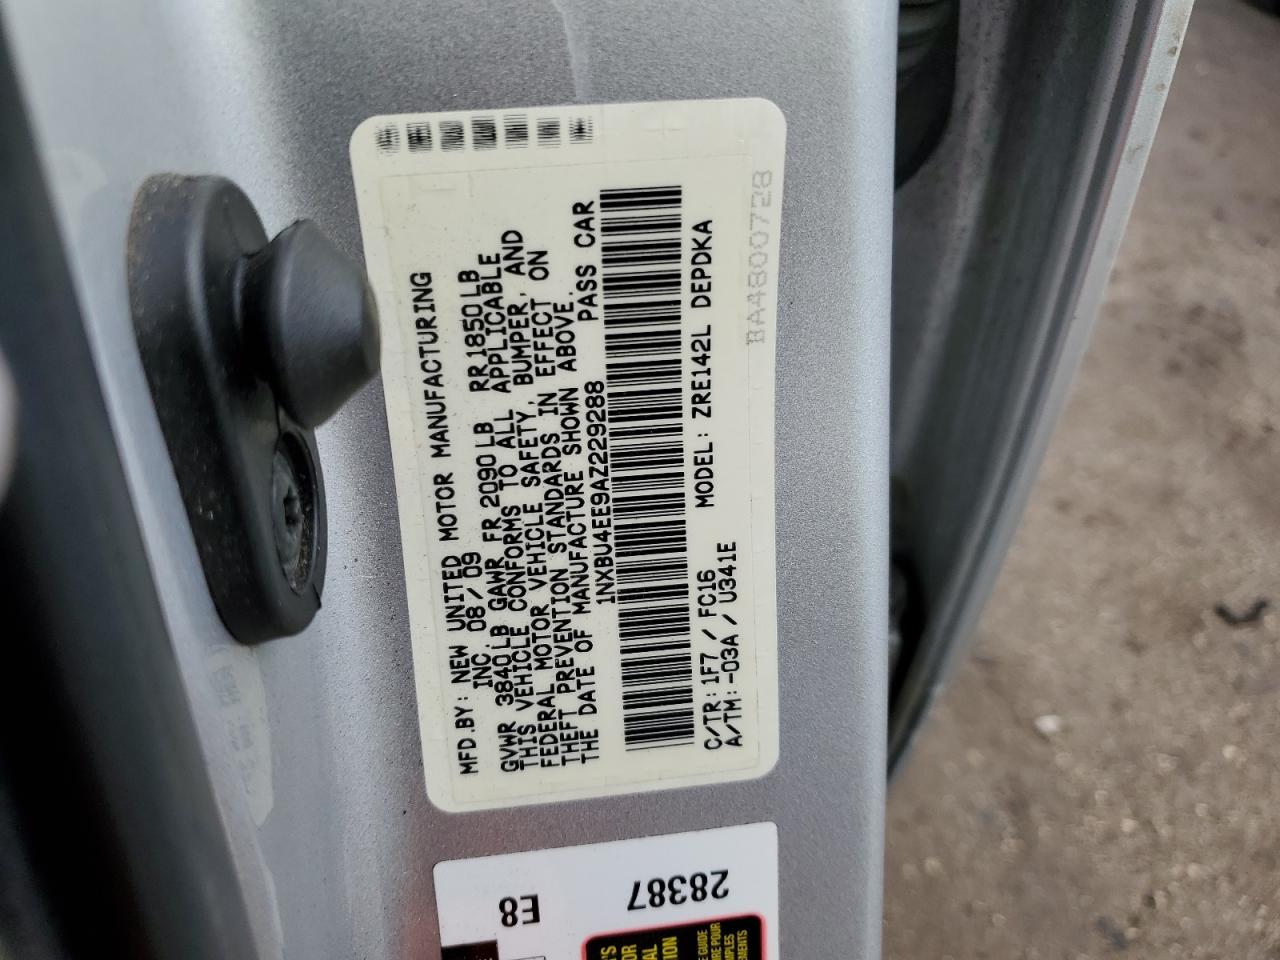 MFD.BY: NEW UNITED MOTOR MANUFACTURING
INC. 08/09
GVWR 3840LB GAWR FR 2090LB RR1850LB
THIS VEHICLE CONFORMS TO ALL APPLICABLE
FEDERAL MOTOR VEHICLE SAFETY, BUMPER, AND
THEFT PREVENTION STANDARDS IN EFFECT ON
THE DATE OF MANUFACTURE SHOWN ABOVE.
1NXBU4EE9AZ229288 PASS CAR
C/TR: 1F7 / FC16 MODEL: ZRE142L DEPDKA
A/TM: -03A / U341E
BA4800728
28387
E8